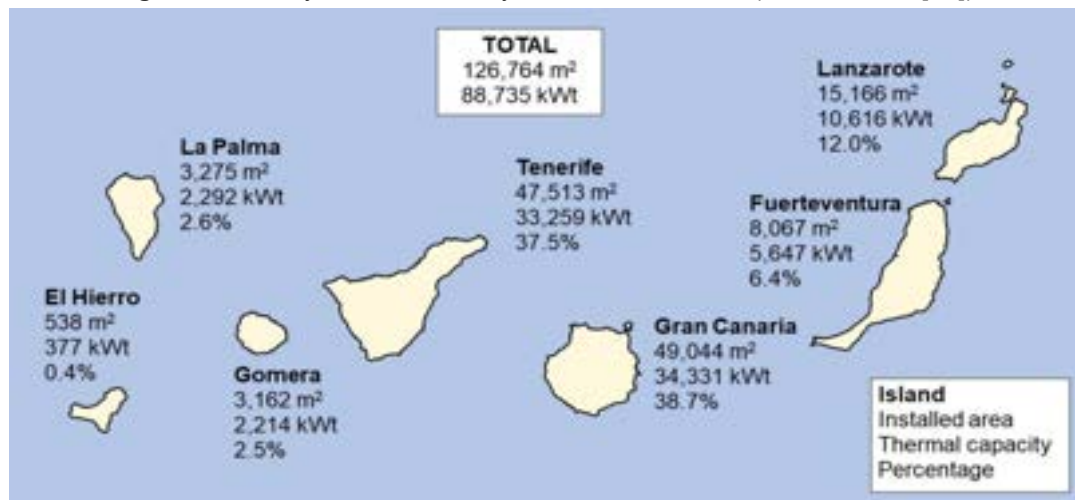 TOTAL
126,764 m²
88,735 kWt
Lanzarote
15,166 m²
10,616 kWt
12.0%
La Palma
3,275 m²
2,292 kWt
2.6%
Tenerife
47,513 m²
33,259 kWt
37.5%
Fuerteventura
8,067 m²
5,647 kWt
6.4%
El Hierro
538 m²
377 kWt
0.4%
Gomera
3,162 m²
2,214 kWt
2.5%
Gran Canaria
49,044 m²
34,331 kWt
38.7%
Island
Installed area
Thermal capacity
Percentage